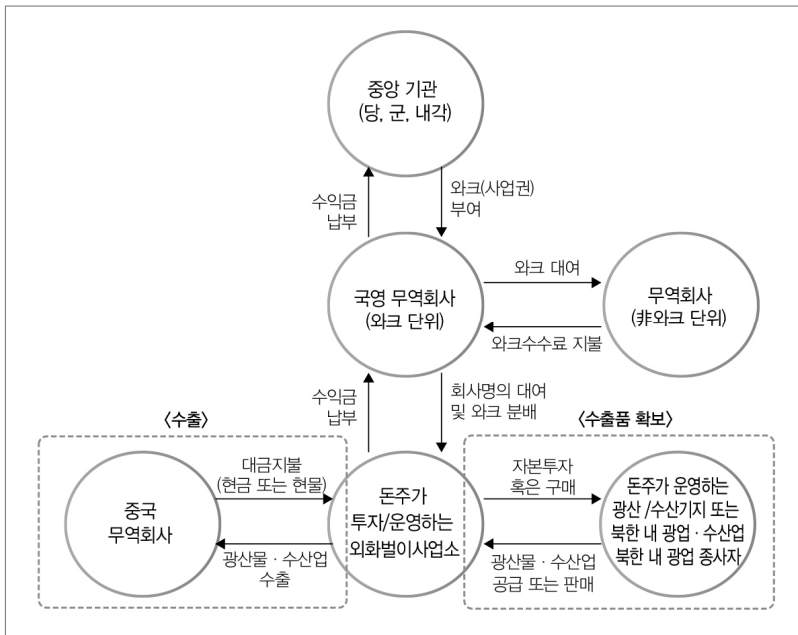 중앙 기관
(당, 군, 내각)
수익금
납부
와크(사업권)
부여
국영 무역회사
(와크 단위)
와크 대여
와크수수료 지불
무역회사
(非와크 단위)
수익금
납부
회사명의 대여
및 와크 분배
〈수출〉
〈수출품 확보〉
중국
무역회사
대금지불
(현금 또는 현물)
광산물 · 수산업
수출
돈주가
투자/운영하는
외화벌이사업소
자본투자
혹은 구매
광산물 · 수산업
공급 또는 판매
돈주가 운영하는
광산 /수산기지 또는
북한 내 광업 · 수산업
북한 내 광업 종사자